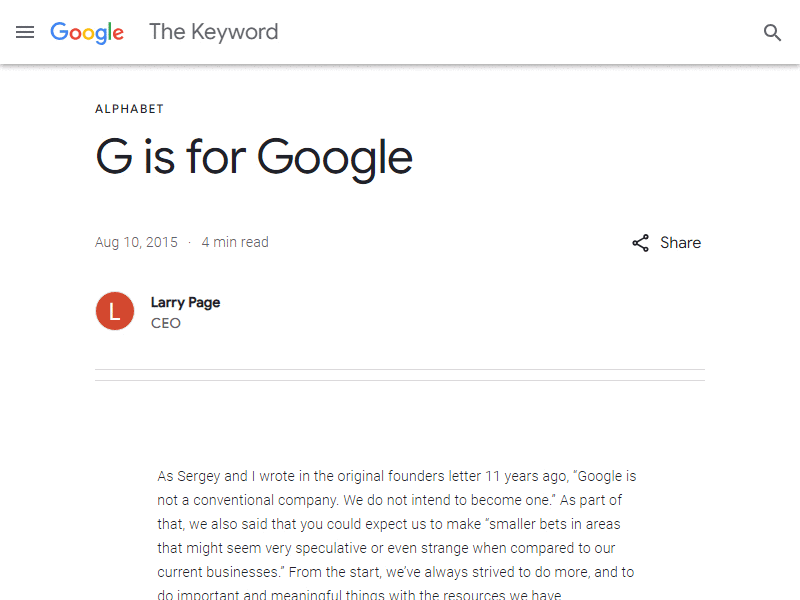 Google The Keyword
ALPHABET
G is for Google
Aug 10, 2015 · 4 min read
Share
L
Larry Page
CEO
As Sergey and I wrote in the original founders letter 11 years ago, “Google is
not a conventional company. We do not intend to become one.” As part of
that, we also said that you could expect us to make “smaller bets in areas
that might seem very speculative or even strange when compared to our
current businesses.” From the start, we’ve always strived to do more, and to
do important and meaningful things with the resources we have.